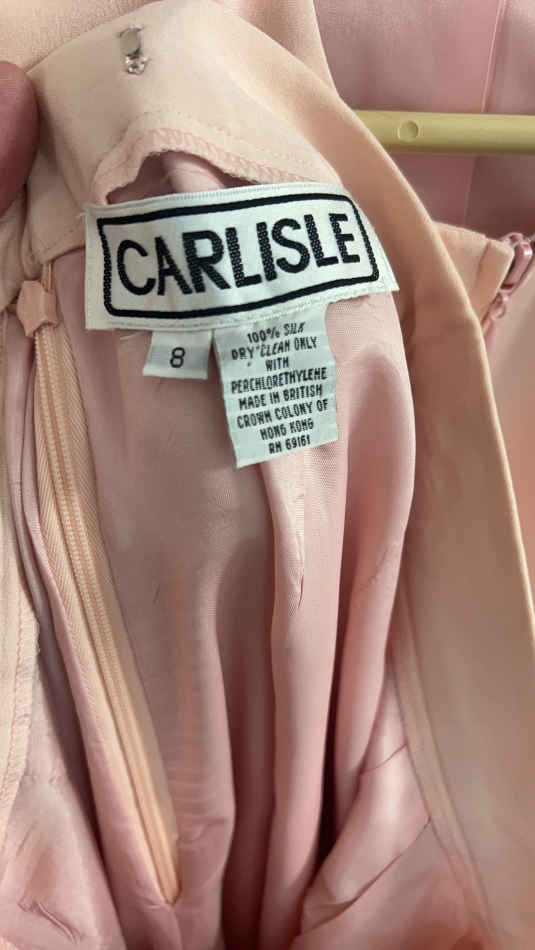 CARLISLE
8
100% SILK
DRY CLEAN ONLY
WITH
PERCHLORETHYLENE
MADE IN BRITISH
CROWN COLONY OF
HONG KONG
RN 69161